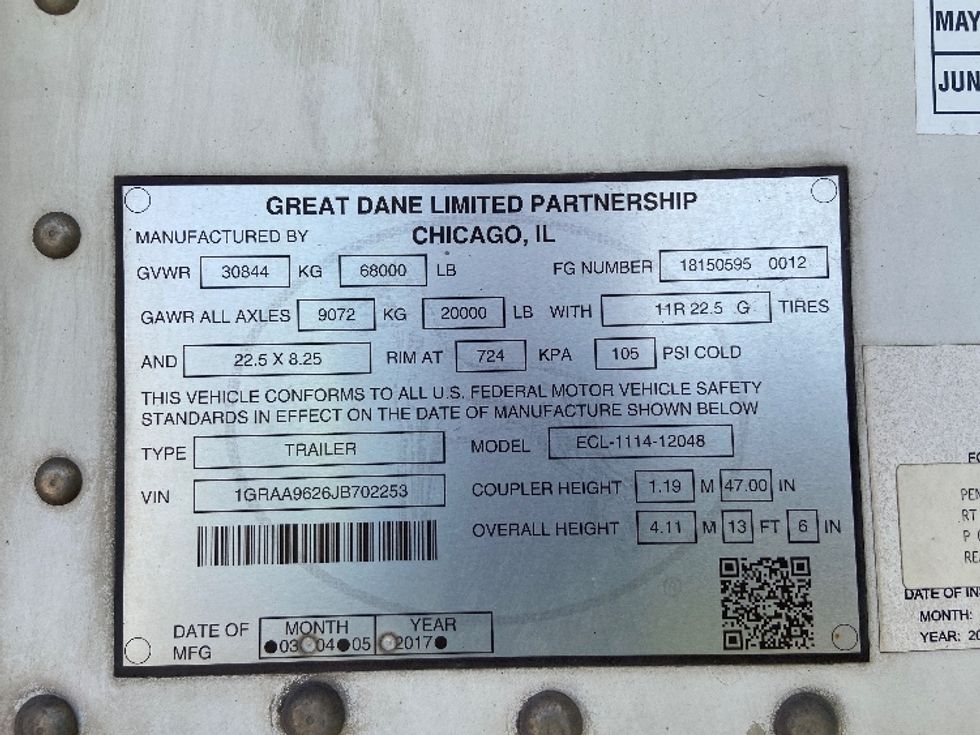 MAY
JUN
GREAT DANE LIMITED PARTNERSHIP
MANUFACTURED BY CHICAGO, IL
GVWR 30844 KG 68000 LB FG NUMBER 18150595 0012
GAWR ALL AXLES 9072 KG 20000 LB WITH 11R 22.5 G TIRES
AND 22.5 X 8.25 RIM AT 724 KPA 105 PSI COLD
THIS VEHICLE CONFORMS TO ALL U.S. FEDERAL MOTOR VEHICLE SAFETY
STANDARDS IN EFFECT ON THE DATE OF MANUFACTURE SHOWN BELOW
TYPE TRAILER MODEL ECL-1114-12048
VIN 1GRAA9626JB702253 COUPLER HEIGHT 1.19 M 47.00 IN
OVERALL HEIGHT 4.11 M 13 FT 6 IN
DATE OF MFG MONTH YEAR
03 04 05 2017
DATE OF
MONTH:
YEAR: